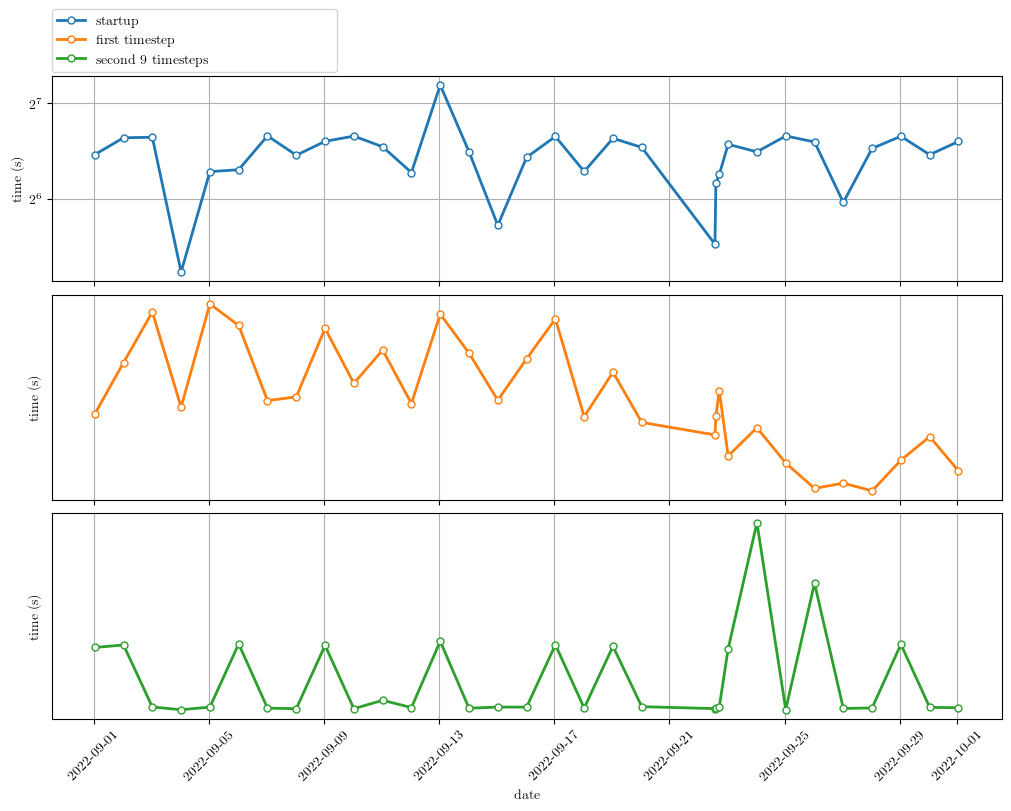 startup
first timestep
second 9 timesteps
2^7
2^6
time (s)
time (s)
time (s)
2022-09-01
2022-09-05
2022-09-09
2022-09-13
2022-09-17
2022-09-21
2022-09-25
2022-09-29
2022-10-01
date